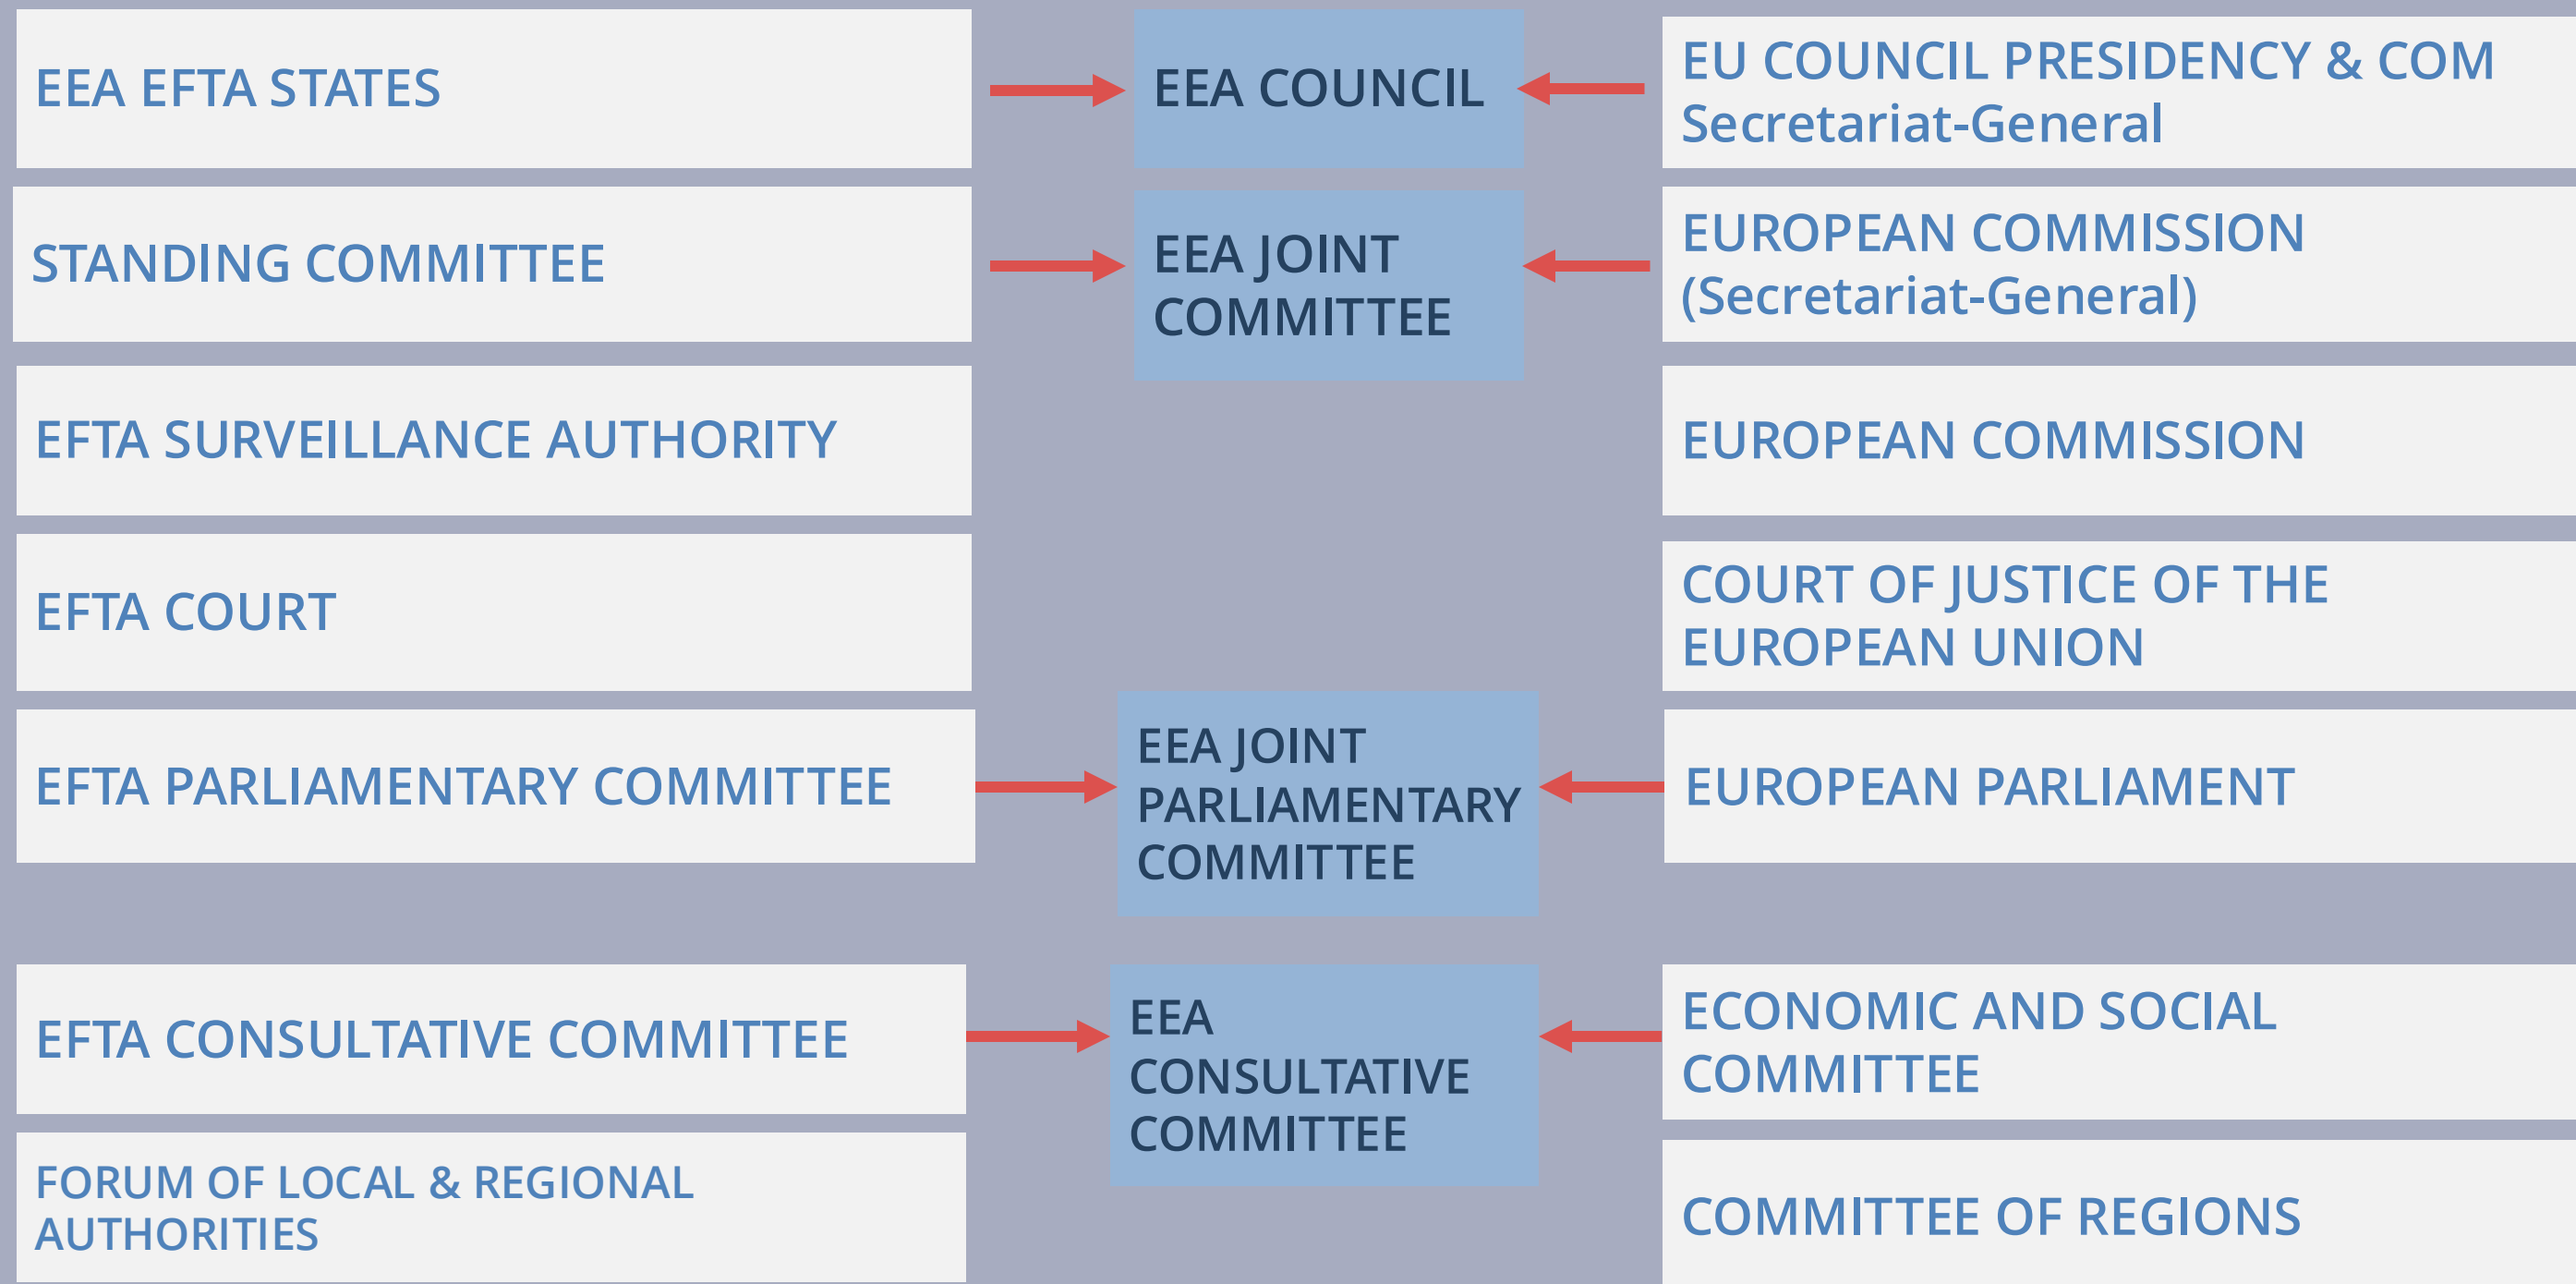 EEA EFTA STATES
EEA COUNCIL
EU COUNCIL PRESIDENCY & COM
Secretariat-General
STANDING COMMITTEE
EEA JOINT
COMMITTEE
EUROPEAN COMMISSION
(Secretariat-General)
EFTA SURVEILLANCE AUTHORITY
EUROPEAN COMMISSION
EFTA COURT
COURT OF JUSTICE OF THE
EUROPEAN UNION
EFTA PARLIAMENTARY COMMITTEE
EEA JOINT
PARLIAMENTARY
COMMITTEE
EUROPEAN PARLIAMENT
EFTA CONSULTATIVE COMMITTEE
EEA
CONSULTATIVE
COMMITTEE
ECONOMIC AND SOCIAL
COMMITTEE
FORUM OF LOCAL & REGIONAL
AUTHORITIES
COMMITTEE OF REGIONS